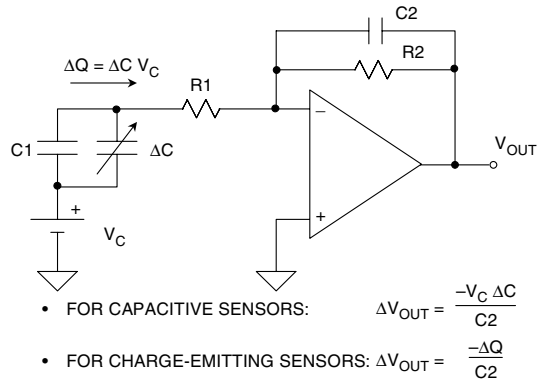 C2
R2
ΔQ = ΔC V_C
R1
C1
ΔC
–
+
V_OUT
+
V_C
• FOR CAPACITIVE SENSORS: ΔV_OUT = –V_C ΔC / C2
• FOR CHARGE-EMITTING SENSORS: ΔV_OUT = –ΔQ / C2